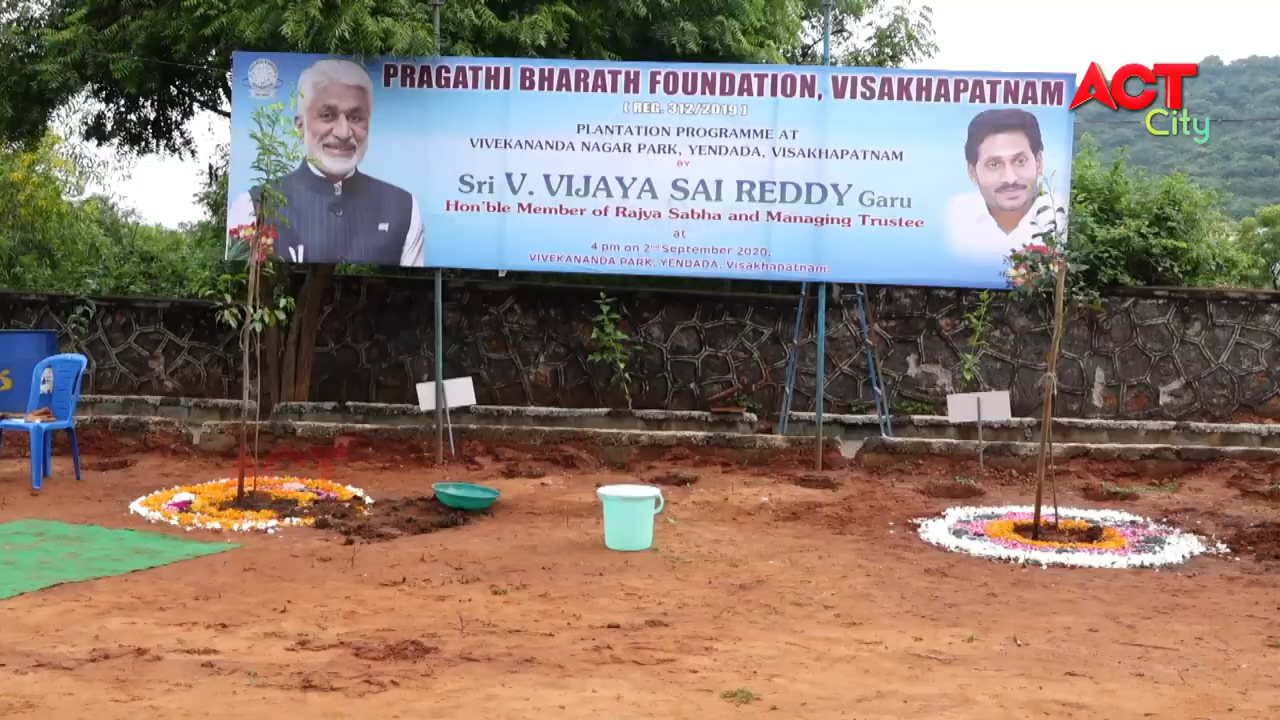 PRAGATHI BHARATH FOUNDATION, VISAKHAPATNAM
( REG. 312/2019 )
PLANTATION PROGRAMME AT
VIVEKANANDA NAGAR PARK, YENDADA, VISAKHAPATNAM
BY
Sri V. VIJAYA SAI REDDY Garu
Hon'ble Member of Rajya Sabha and Managing Trustee
at
4 pm on 2nd September 2020.
VIVEKANANDA PARK, YENDADA, Visakhapatnam.
ACT
City